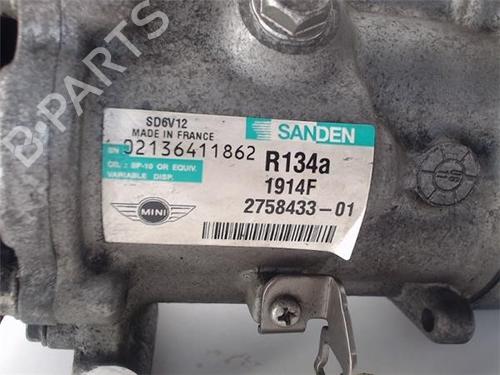 B-PARTS
SD6V12
MADE IN FRANCE
SANDEN
SN 02136411862
OIL: SP-10 OR EQUIV.
VARIABLE DISP.
R134a
1914F
MINI
2758433-01